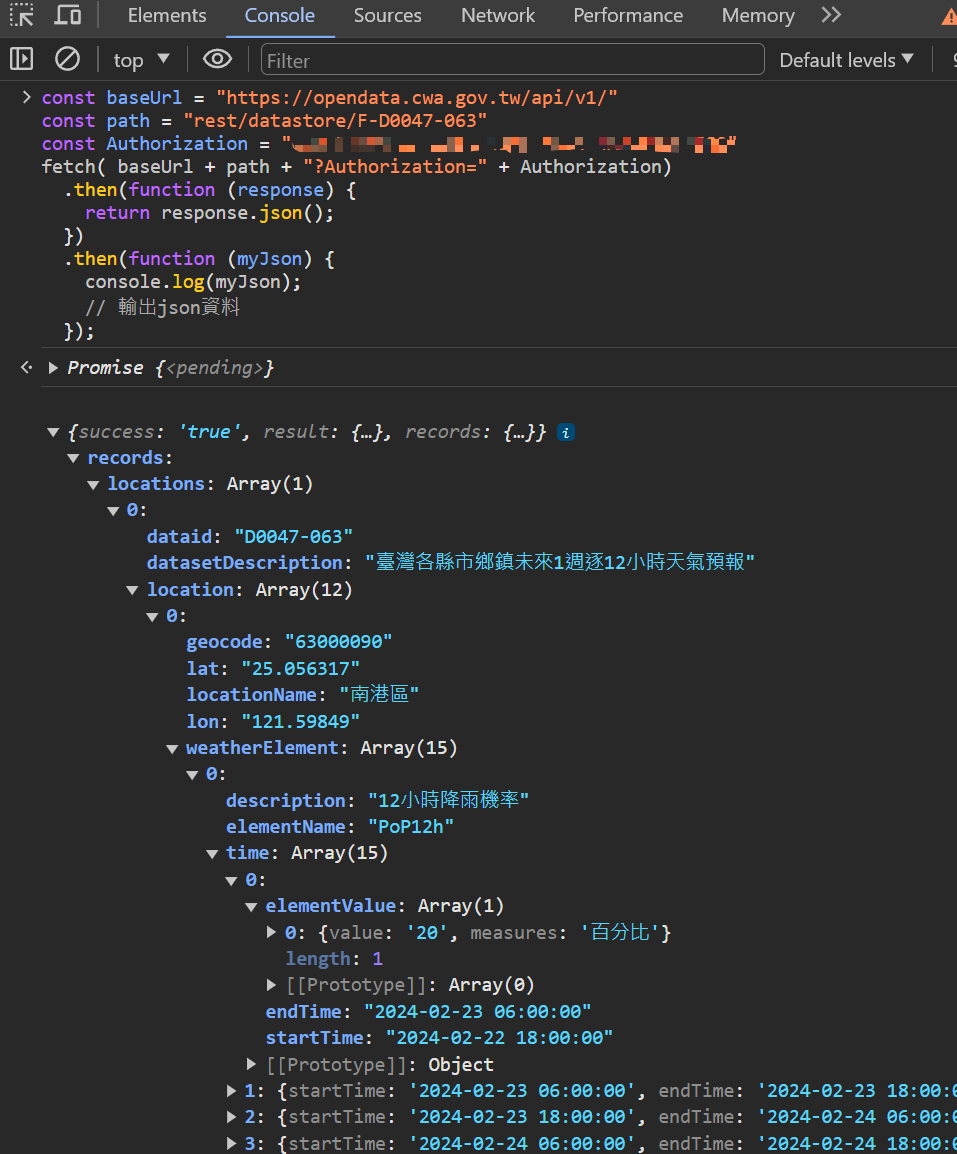 Elements Console Sources Network Performance Memory
top Filter Default levels
const baseUrl = "https://opendata.cwa.gov.tw/api/v1/"
const path = "rest/datastore/F-D0047-063"
const Authorization = "
fetch( baseUrl + path + "?Authorization=" + Authorization)
.then(function (response) {
return response.json();
})
.then(function (myJson) {
console.log(myJson);
// 輸出json資料
});
Promise {<pending>}
{success: 'true', result: {…}, records: {…}} i
records:
locations: Array(1)
0:
dataid: "D0047-063"
datasetDescription: "臺灣各縣市鄉鎮未來1週逐12小時天氣預報"
location: Array(12)
0:
geocode: "63000090"
lat: "25.056317"
locationName: "南港區"
lon: "121.59849"
weatherElement: Array(15)
0:
description: "12小時降雨機率"
elementName: "PoP12h"
time: Array(15)
0:
elementValue: Array(1)
0: {value: '20', measures: '百分比'}
length: 1
[[Prototype]]: Array(0)
endTime: "2024-02-23 06:00:00"
startTime: "2024-02-22 18:00:00"
[[Prototype]]: Object
1: {startTime: '2024-02-23 06:00:00', endTime: '2024-02-23 18:00:0
2: {startTime: '2024-02-23 18:00:00', endTime: '2024-02-24 06:00:0
3: {startTime: '2024-02-24 06:00:00', endTime: '2024-02-24 18:00:0